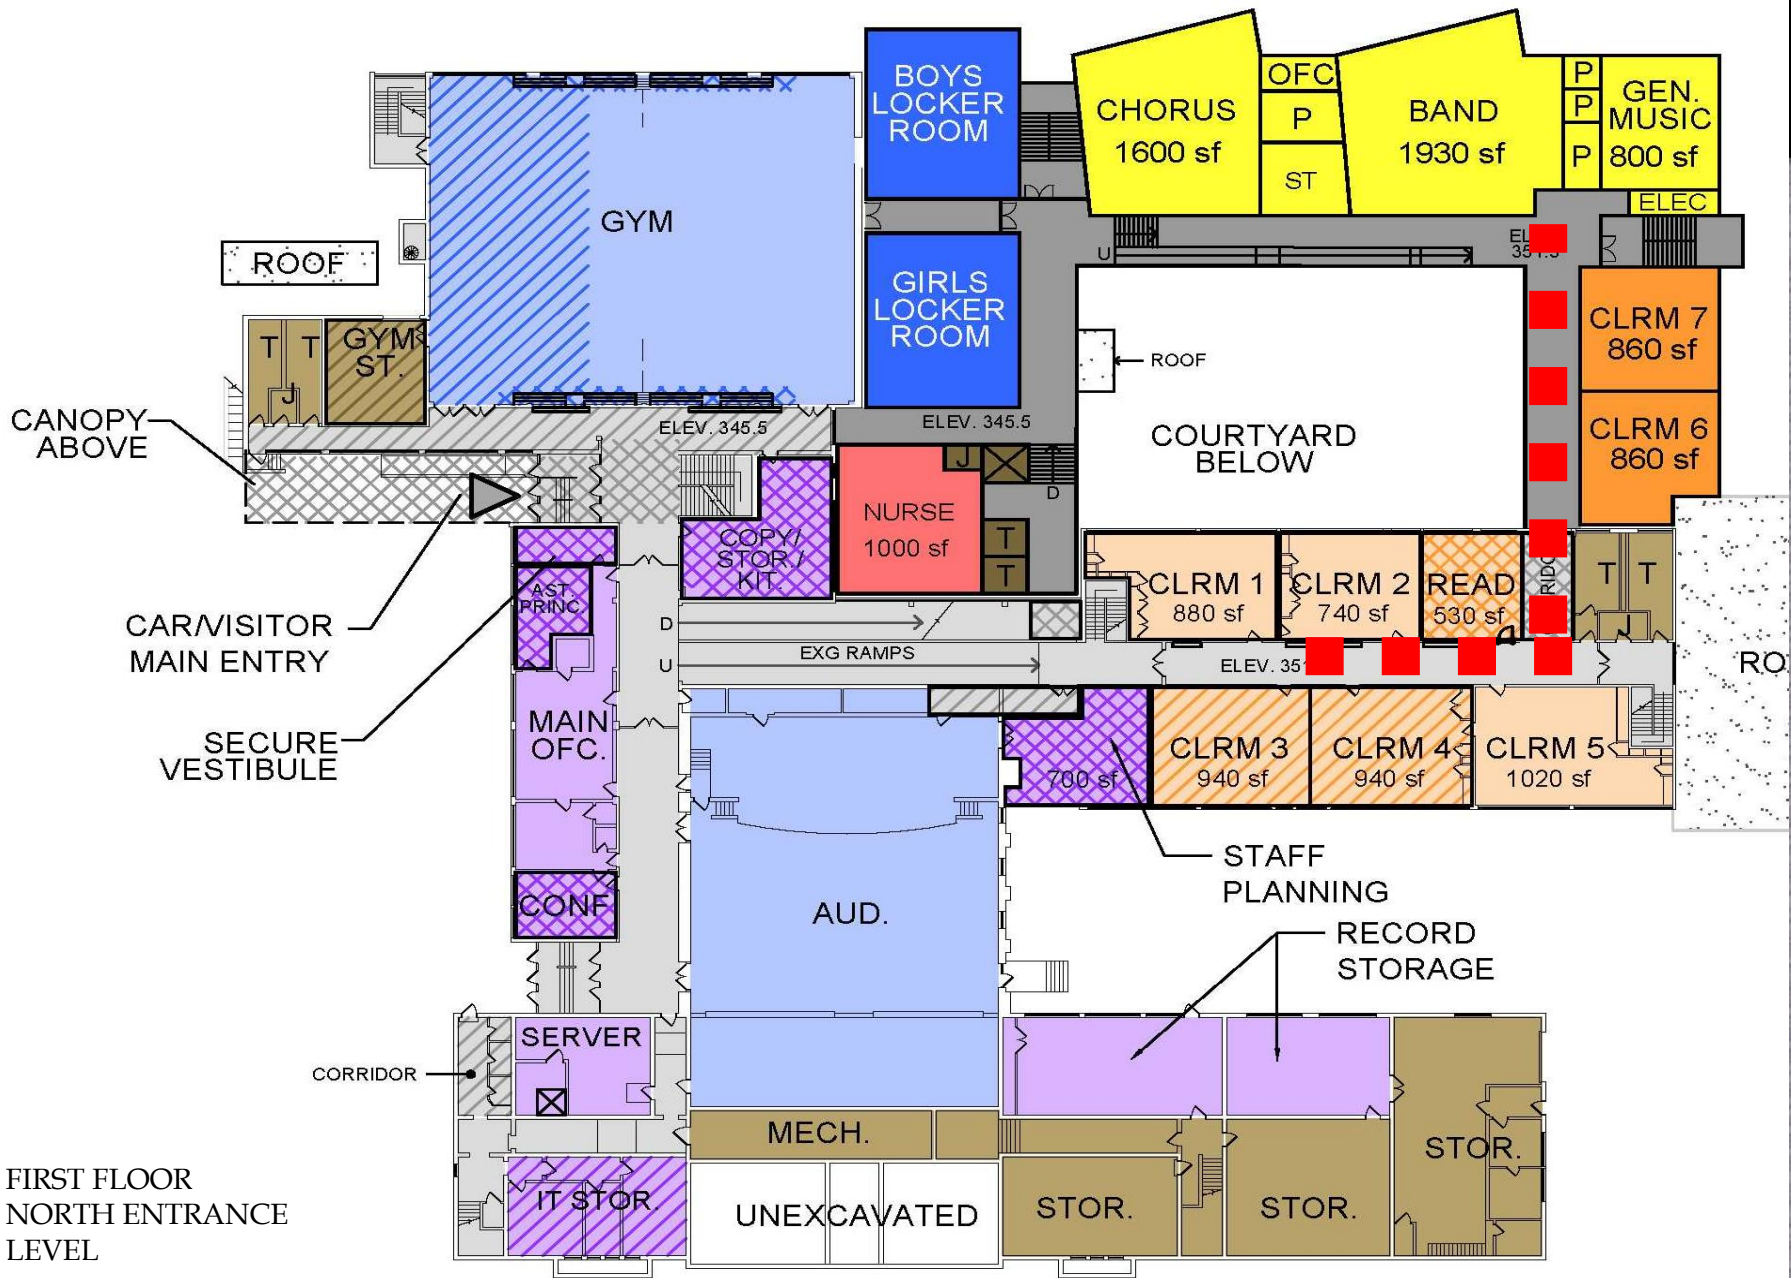 BOYS
LOCKER
ROOM
CHORUS
1600 sf
OFC
P
ST
BAND
1930 sf
P
P
P
GEN.
MUSIC
800 sf
ELEC
GYM
ROOF
U
GIRLS
LOCKER
ROOM
CLRM 7
860 sf
T T
J
GYM
ST.
ROOF
CANOPY
ABOVE
ELEV. 345.5
ELEV. 345.5
COURTYARD
BELOW
CLRM 6
860 sf
J
D
NURSE
1000 sf
T
T
COPY/
STOR./
KIT.
AST.
PRINC.
CLRM 1
880 sf
CLRM 2
740 sf
READ
530 sf
T T
J
CAR/VISITOR
MAIN ENTRY
D
U
EXG RAMPS
ELEV. 351
RO
SECURE
VESTIBULE
MAIN
OFC.
700 sf
CLRM 3
940 sf
CLRM 4
940 sf
CLRM 5
1020 sf
STAFF
PLANNING
CONF
AUD.
RECORD
STORAGE
SERVER
CORRIDOR
MECH.
STOR.
IT STOR.
UNEXCAVATED
STOR.
STOR.
FIRST FLOOR
NORTH ENTRANCE
LEVEL